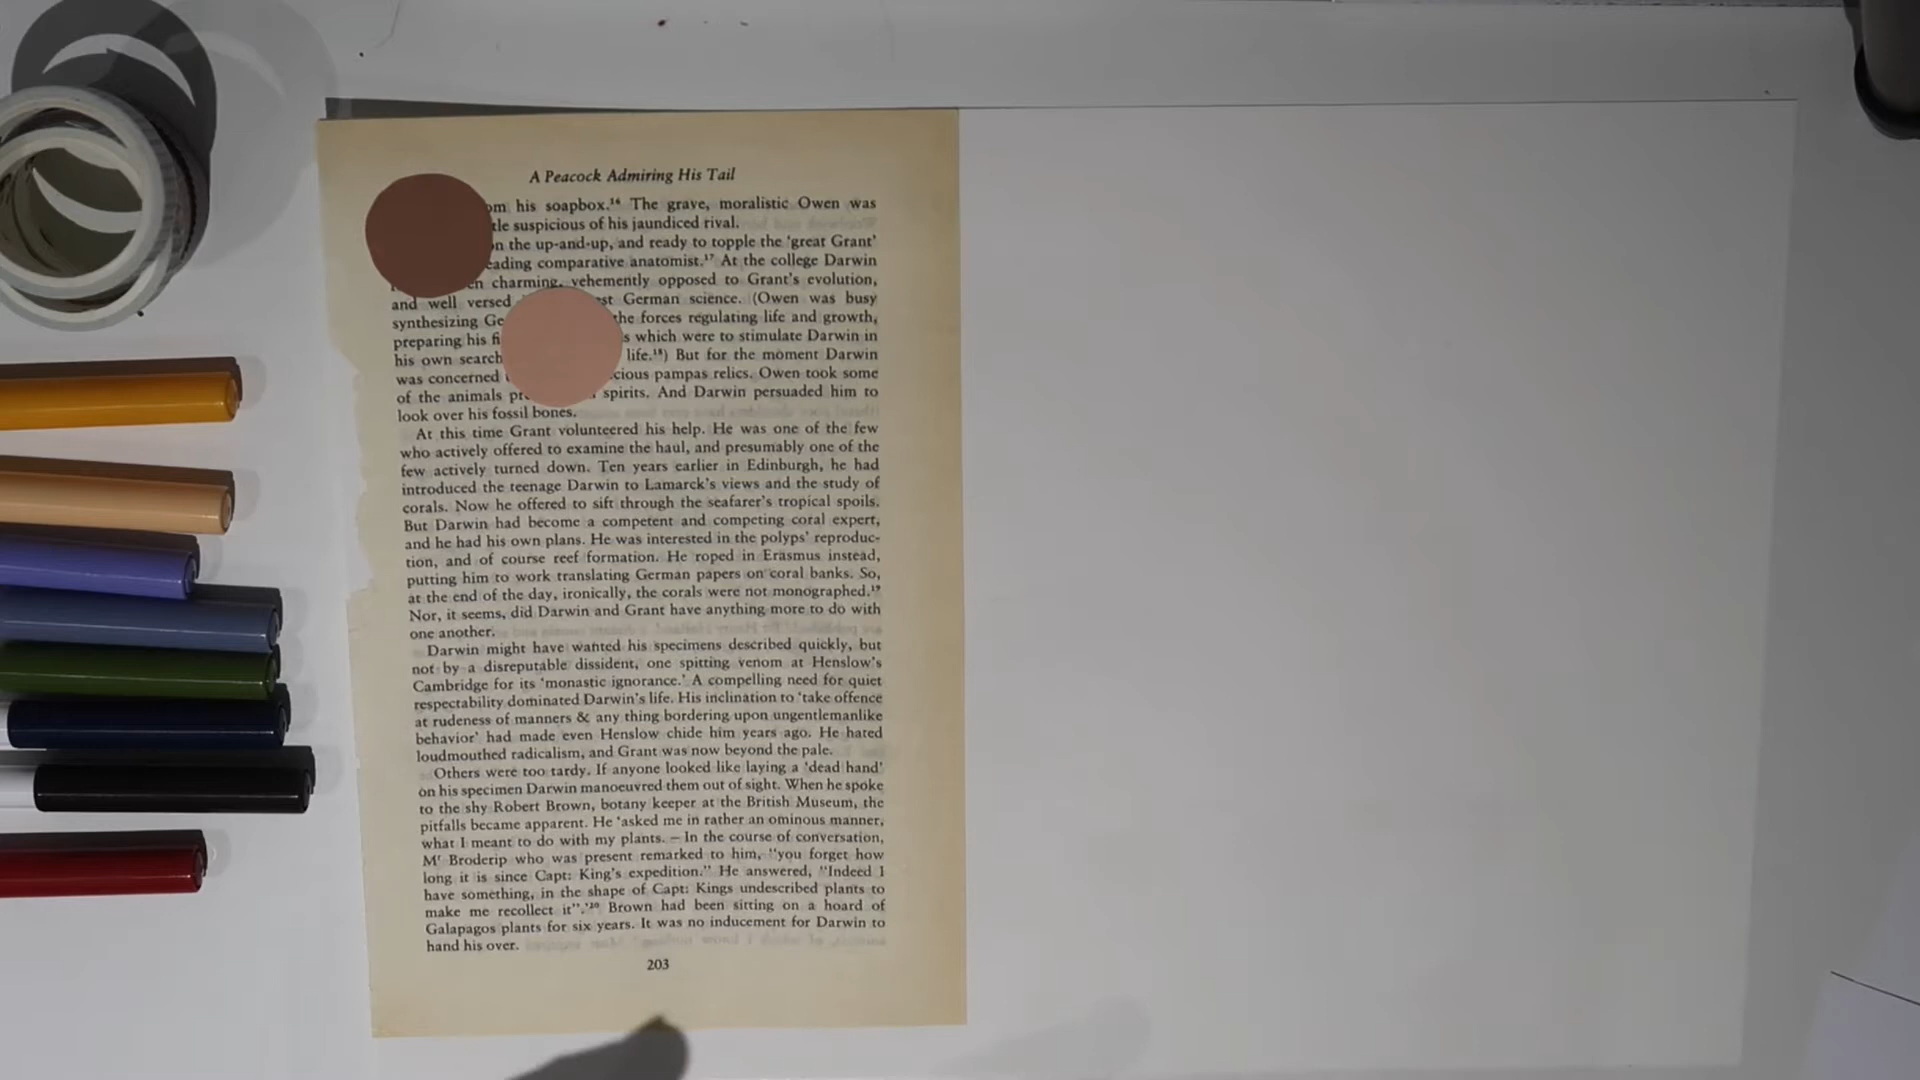 A Peacock Admiring His Tail
om his soapbox.¹⁶ The grave, moralistic Owen was
tle suspicious of his jaundiced rival.
on the up-and-up, and ready to topple the ‘great Grant’
eading comparative anatomist.¹⁷ At the college Darwin
en charming, vehemently opposed to Grant's evolution,
and well versed st German science. (Owen was busy
synthesizing Ge the forces regulating life and growth,
preparing his fi s which were to stimulate Darwin in
his own search life.¹⁸) But for the moment Darwin
was concerned cious pampas relics. Owen took some
of the animals pr spirits. And Darwin persuaded him to
look over his fossil bones.
At this time Grant volunteered his help. He was one of the few
who actively offered to examine the haul, and presumably one of the
few actively turned down. Ten years earlier in Edinburgh, he had
introduced the teenage Darwin to Lamarck's views and the study of
corals. Now he offered to sift through the seafarer's tropical spoils.
But Darwin had become a competent and competing coral expert,
and he had his own plans. He was interested in the polyps' reproduc-
tion, and of course reef formation. He roped in Erasmus instead,
putting him to work translating German papers on coral banks. So,
at the end of the day, ironically, the corals were not monographed.¹⁹
Nor, it seems, did Darwin and Grant have anything more to do with
one another.
Darwin might have wanted his specimens described quickly, but
not by a disreputable dissident, one spitting venom at Henslow's
Cambridge for its ‘monastic ignorance.’ A compelling need for quiet
respectability dominated Darwin's life. His inclination to ‘take offence
at rudeness of manners & any thing bordering upon ungentlemanlike
behavior’ had made even Henslow chide him years ago. He hated
loudmouthed radicalism, and Grant was now beyond the pale.
Others were too tardy. If anyone looked like laying a ‘dead hand’
on his specimen Darwin manoeuvred them out of sight. When he spoke
to the shy Robert Brown, botany keeper at the British Museum, the
pitfalls became apparent. He ‘asked me in rather an ominous manner,
what I meant to do with my plants. – In the course of conversation,
Mʳ Broderip who was present remarked to him, “you forget how
long it is since Capt: King's expedition.” He answered, “Indeed I
have something, in the shape of Capt: Kings undescribed plants to
make me recollect it”.’²⁰ Brown had been sitting on a hoard of
Galapagos plants for six years. It was no inducement for Darwin to
hand his over.
203